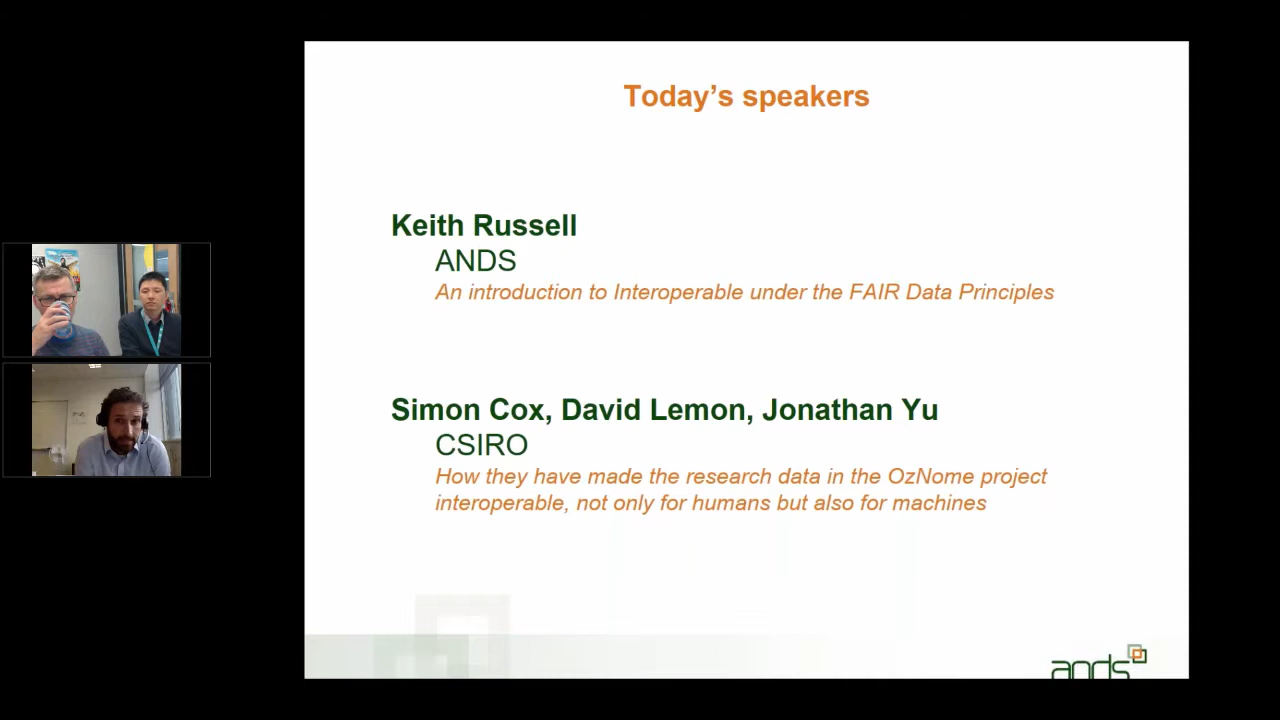 Today’s speakers
Keith Russell
ANDS
An introduction to Interoperable under the FAIR Data Principles
Simon Cox, David Lemon, Jonathan Yu
CSIRO
How they have made the research data in the OzNome project
interoperable, not only for humans but also for machines
ands